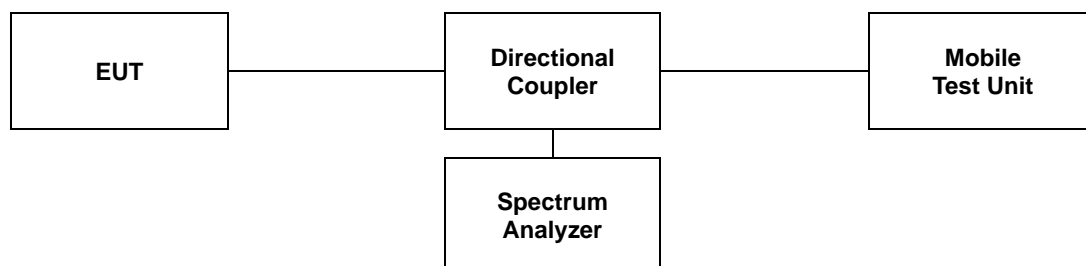 EUT
Directional
Coupler
Mobile
Test Unit
Spectrum
Analyzer